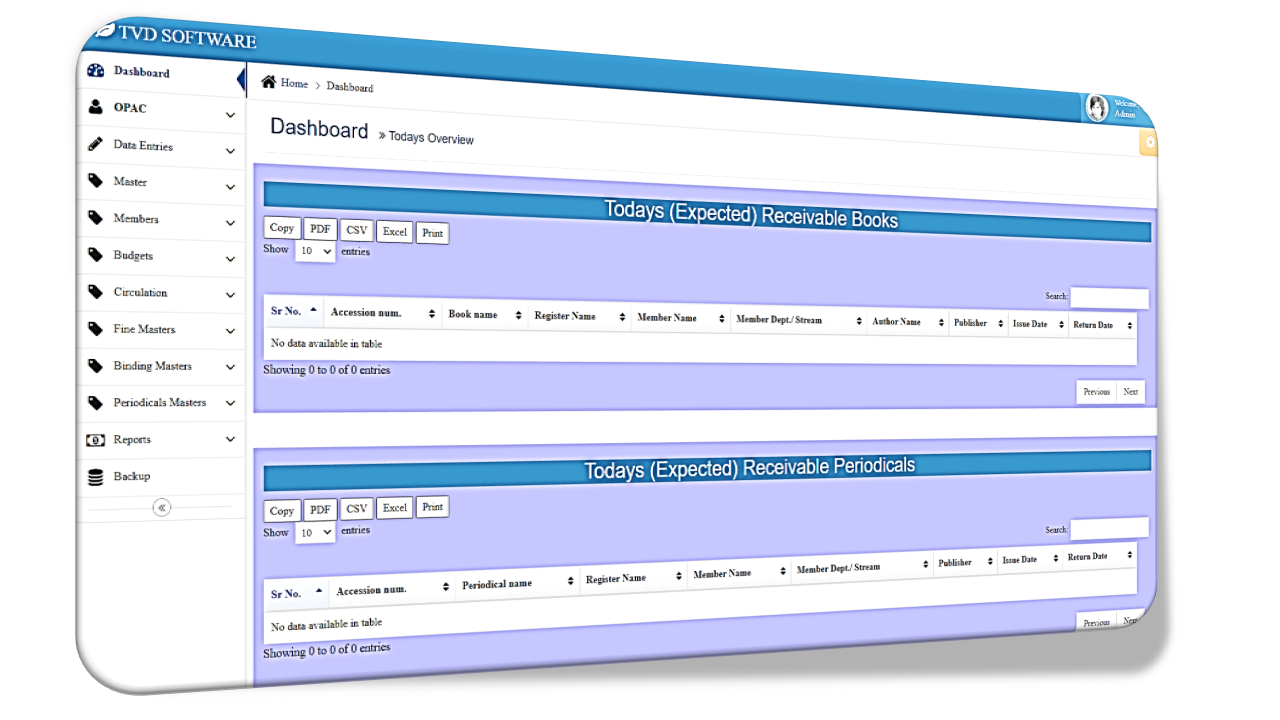 TVD SOFTWARE
Welcome,
Admin
Dashboard
OPAC
Data Entries
Master
Members
Budgets
Circulation
Fine Masters
Binding Masters
Periodicals Masters
Reports
Backup
Home > Dashboard
Dashboard » Todays Overview
Todays (Expected) Receivable Books
Copy PDF CSV Excel Print
Show 10 entries
Search:
Sr No. Accession num. Book name Register Name Member Name Member Dept./ Stream Author Name Publisher Issue Date Return Date
No data available in table
Showing 0 to 0 of 0 entries
Previous Next
Todays (Expected) Receivable Periodicals
Copy PDF CSV Excel Print
Show 10 entries
Search:
Sr No. Accession num. Periodical name Register Name Member Name Member Dept./ Stream Publisher Issue Date Return Date
No data available in table
Showing 0 to 0 of 0 entries
Previous Next